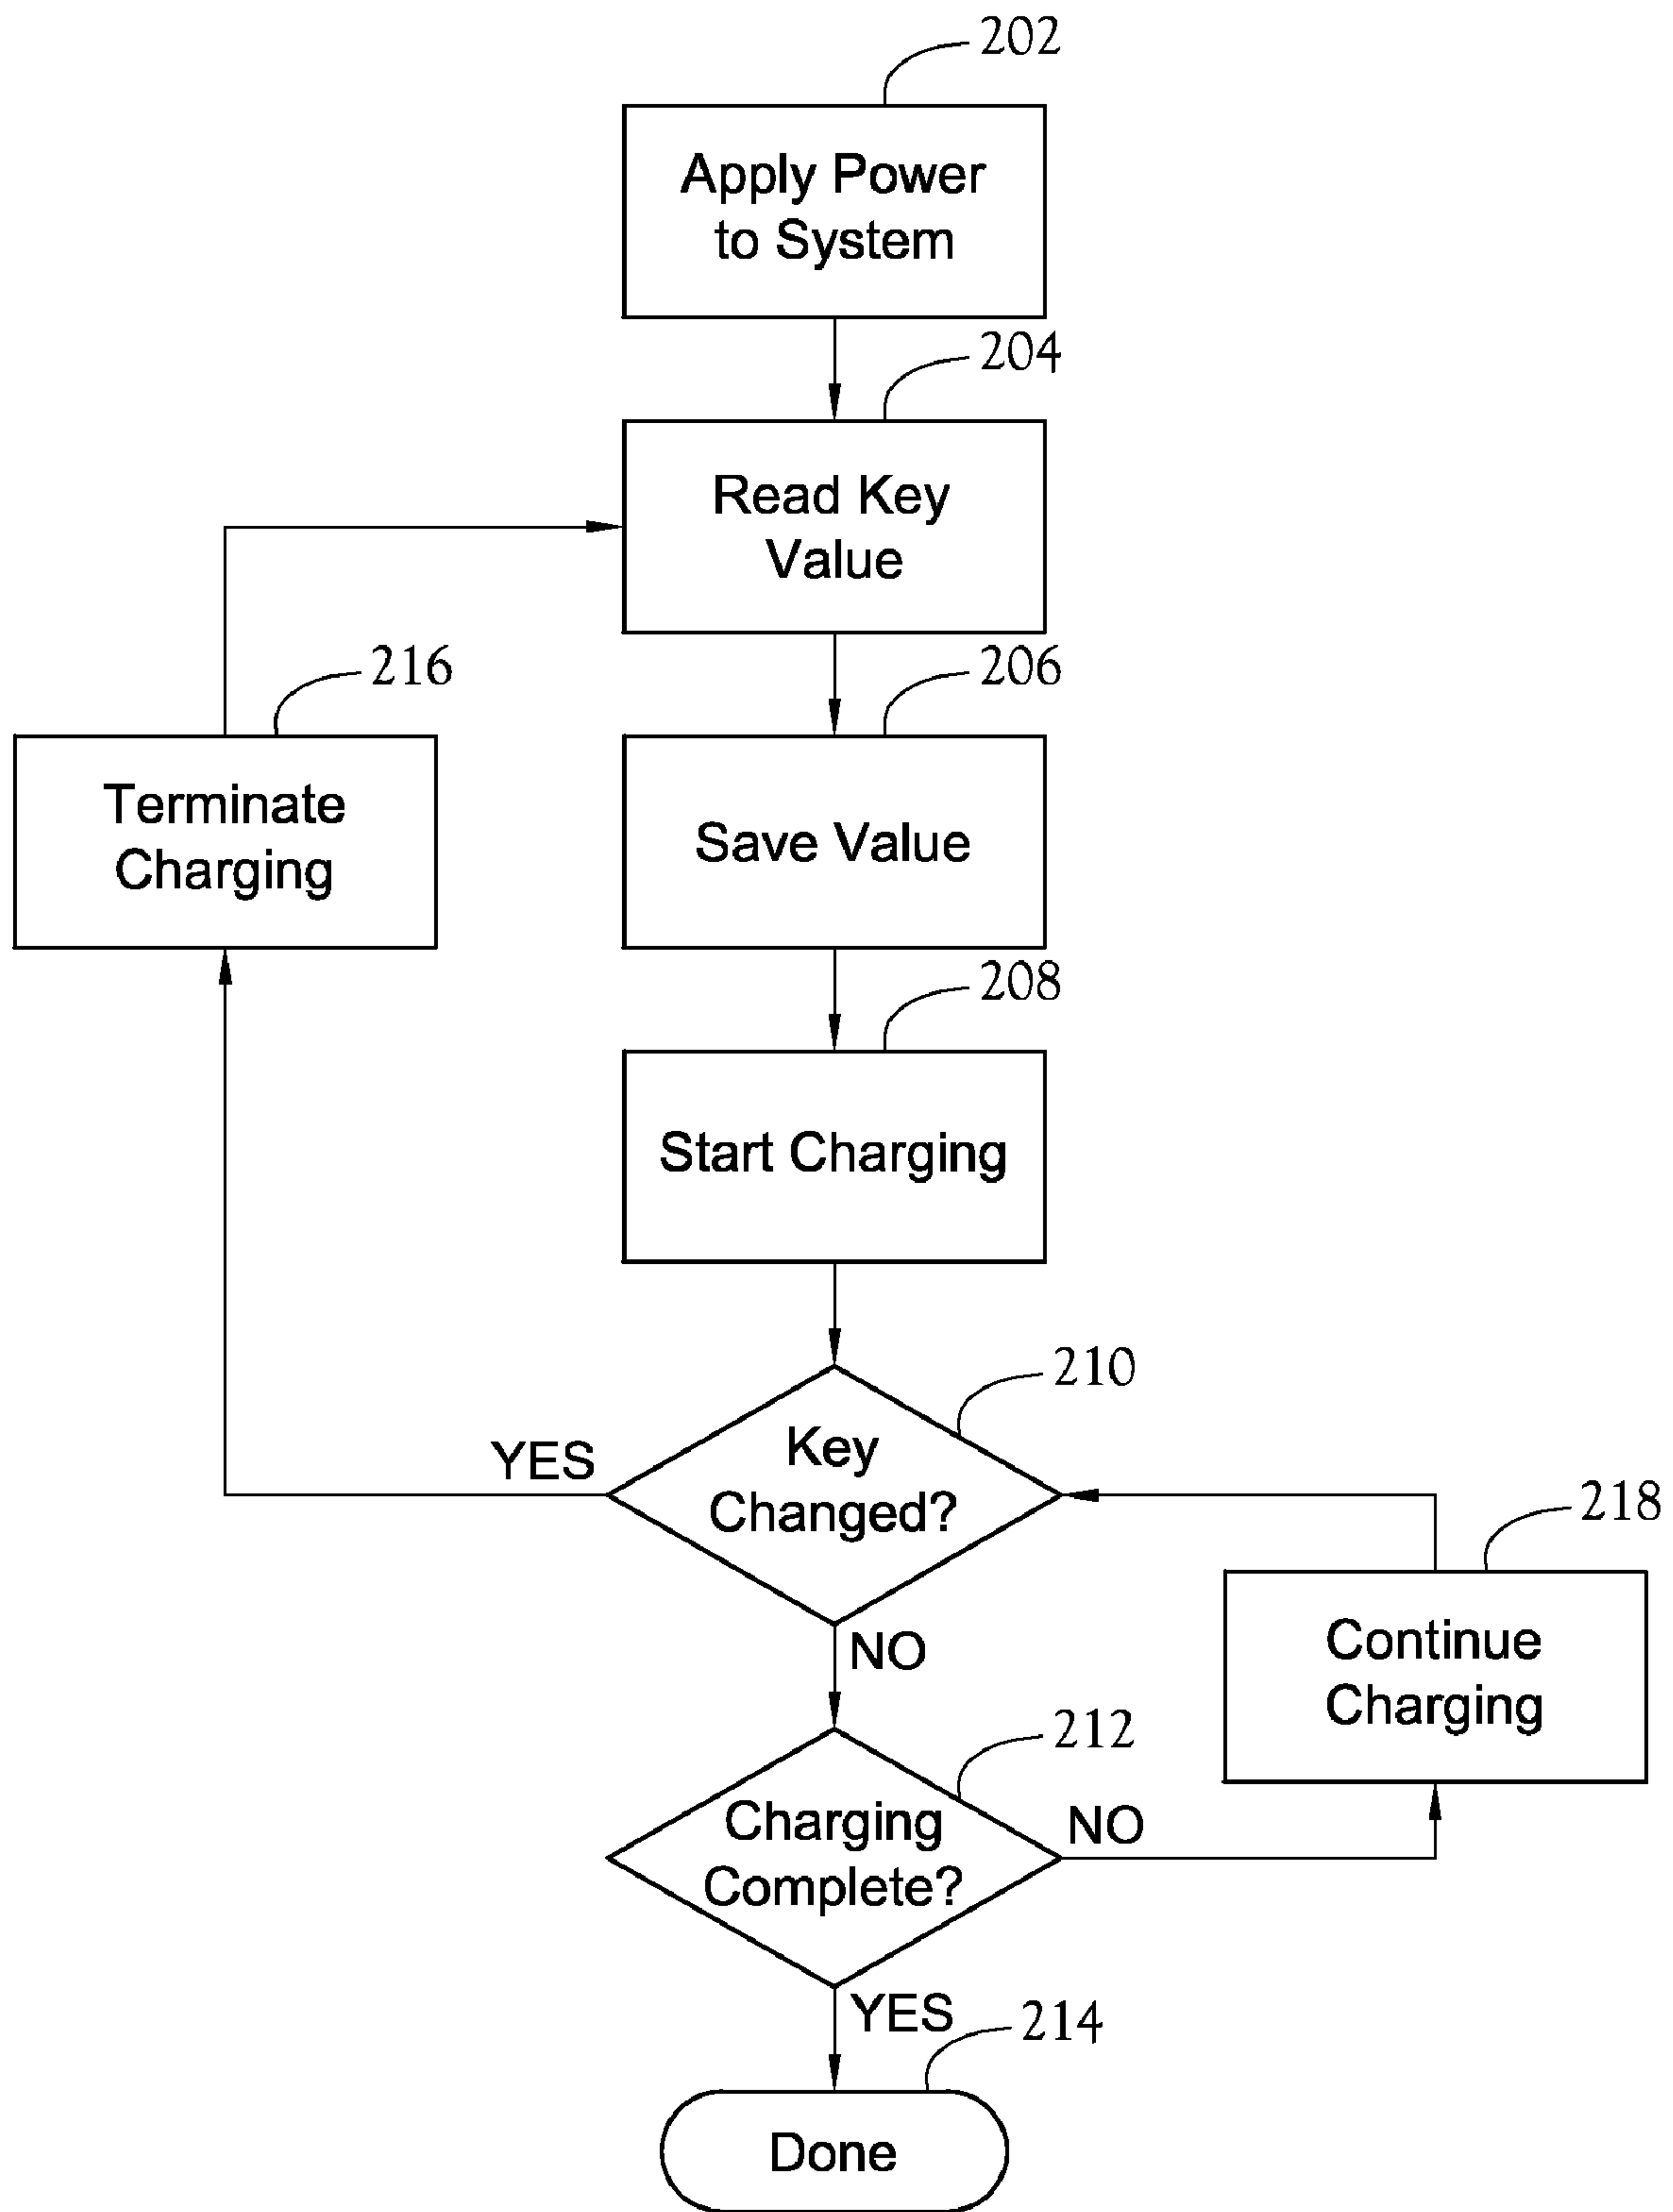 202
Apply Power
to System
204
Read Key
Value
216
Terminate
Charging
206
Save Value
208
Start Charging
210
Key
Changed?
YES
NO
218
Continue
Charging
212
Charging
Complete?
NO
YES
214
Done